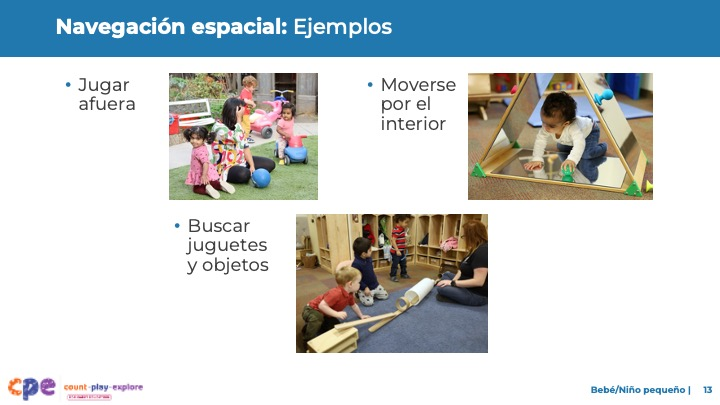 Navegación espacial: Ejemplos
• Jugar
afuera
• Moverse
por el
interior
• Buscar
juguetes
y objetos
cpe
count·play·explore
Bebé/Niño pequeño | 13